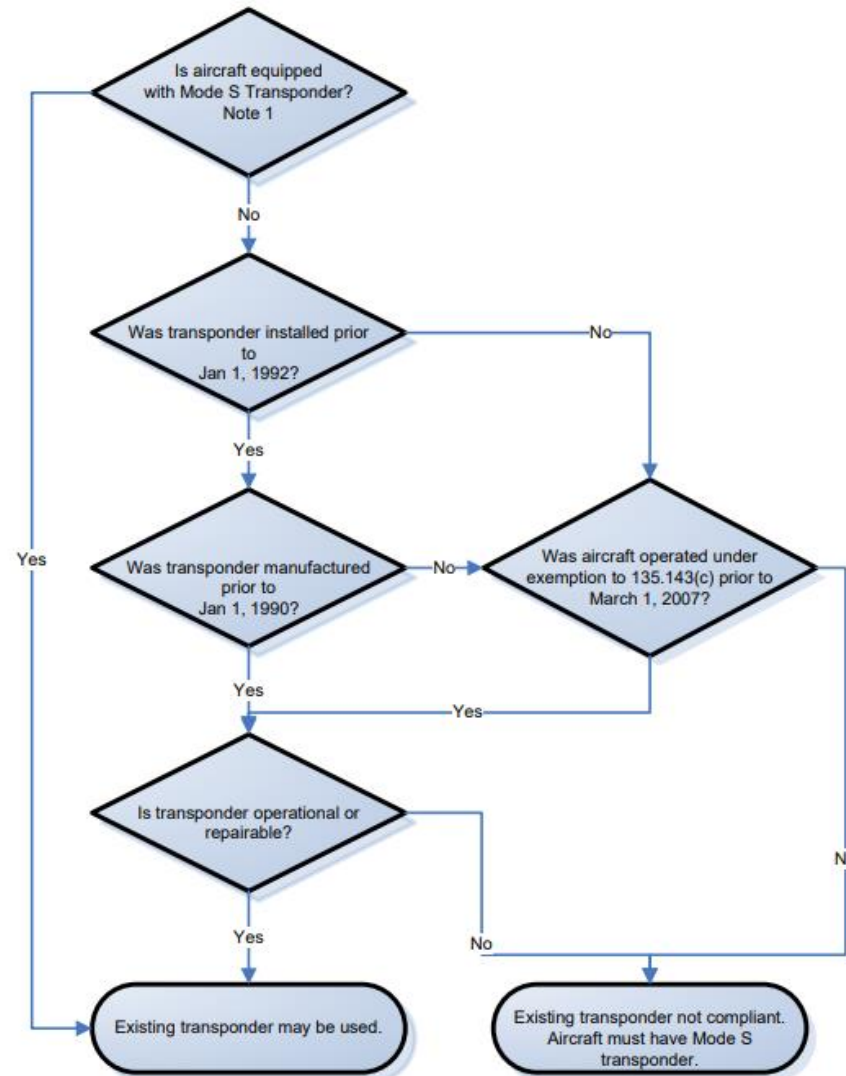 Is aircraft equipped
with Mode S Transponder?
Note 1
No
Was transponder installed prior
to
Jan 1, 1992?
No
Yes
Yes
Was transponder manufactured
prior to
Jan 1, 1990?
No
Was aircraft operated under
exemption to 135.143(c) prior to
March 1, 2007?
Yes
Yes
Is transponder operational or
repairable?
N
Yes
No
Existing transponder may be used.
Existing transponder not compliant.
Aircraft must have Mode S
transponder.